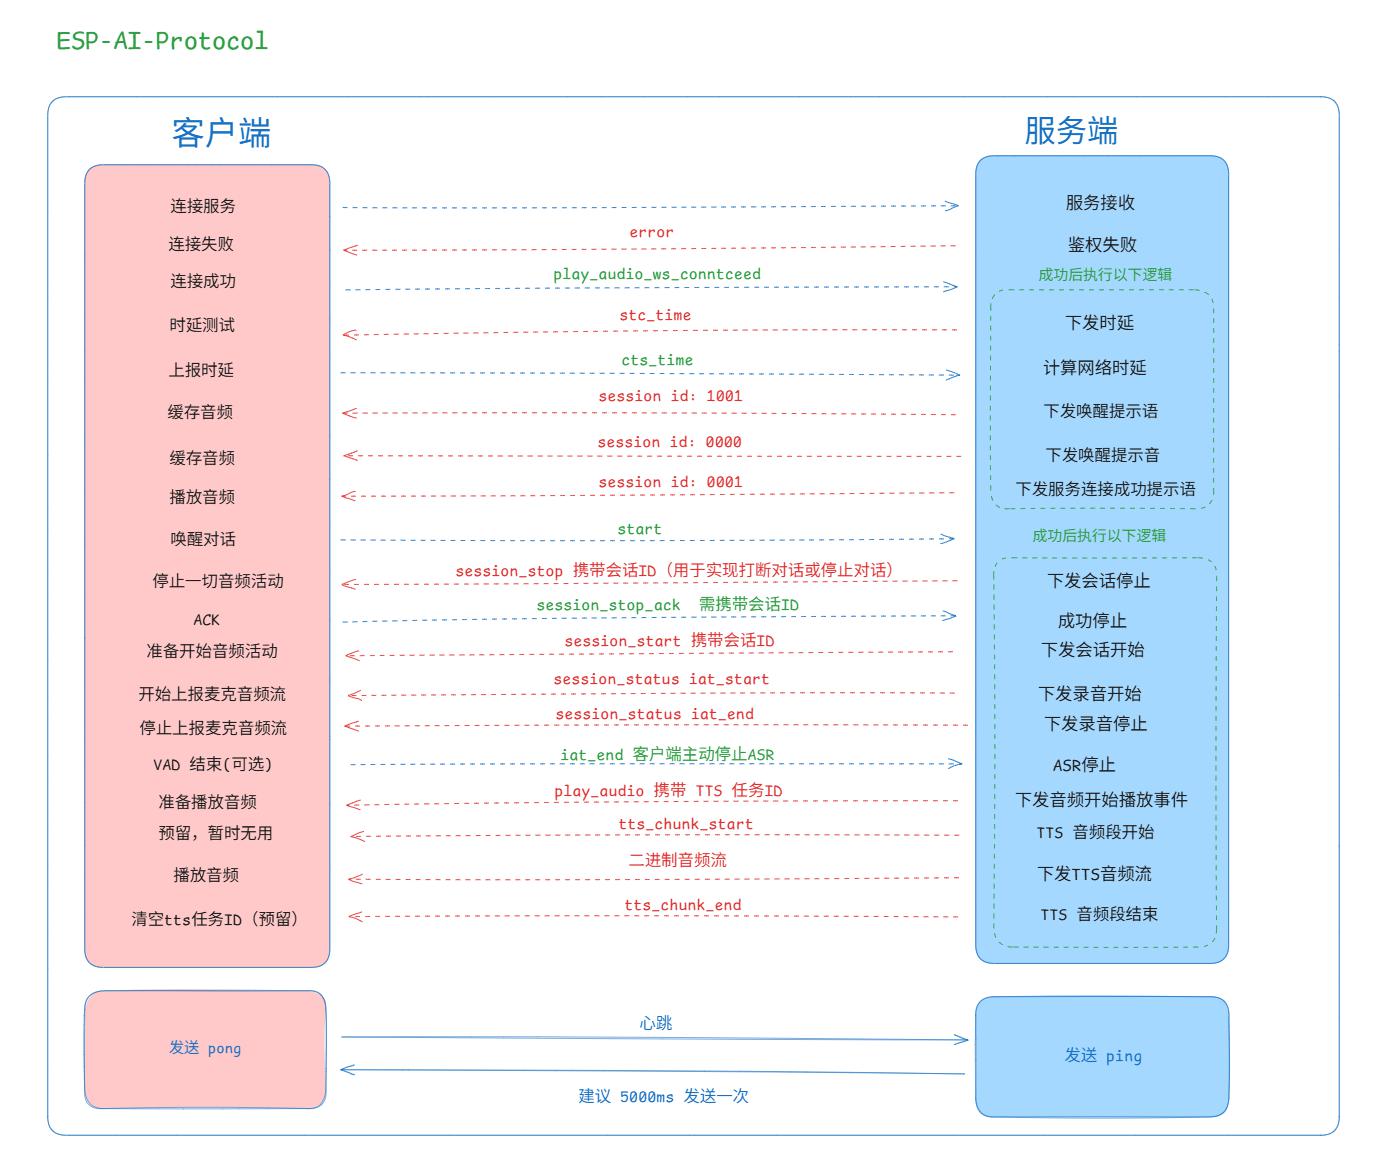 ESP-AI-Protocol
客户端
服务端
连接服务
服务接收
连接失败
error
鉴权失败
连接成功
play_audio_ws_conntceed
成功后执行以下逻辑
时延测试
stc_time
下发时延
上报时延
cts_time
计算网络时延
缓存音频
session id: 1001
下发唤醒提示语
缓存音频
session id: 0000
下发唤醒提示音
播放音频
session id: 0001
下发服务连接成功提示语
唤醒对话
start
成功后执行以下逻辑
停止一切音频活动
session_stop 携带会话ID（用于实现打断对话或停止对话）
下发会话停止
ACK
session_stop_ack 需携带会话ID
成功停止
准备开始音频活动
session_start 携带会话ID
下发会话开始
开始上报麦克音频流
session_status iat_start
下发录音开始
停止上报麦克音频流
session_status iat_end
下发录音停止
VAD 结束(可选)
iat_end 客户端主动停止ASR
ASR停止
准备播放音频
play_audio 携带 TTS 任务ID
下发音频开始播放事件
预留，暂时无用
tts_chunk_start
TTS 音频段开始
播放音频
二进制音频流
下发TTS音频流
清空tts任务ID（预留）
tts_chunk_end
TTS 音频段结束
发送 pong
心跳
建议 5000ms 发送一次
发送 ping